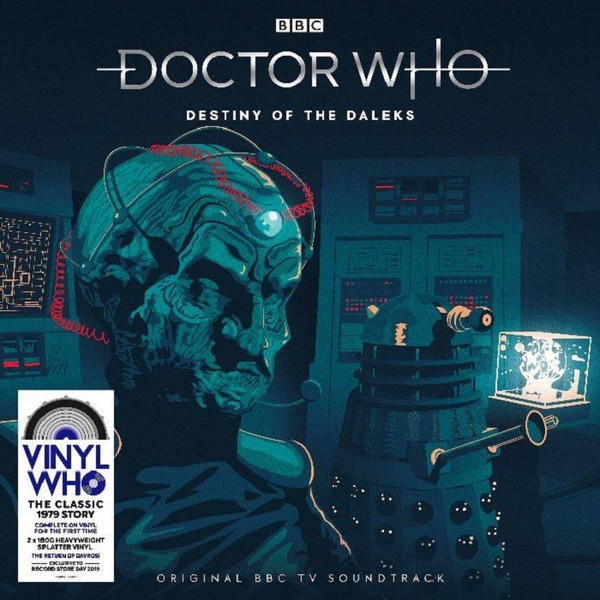 BBC
DOCTOR WHO
DESTINY OF THE DALEKS
VINYL
WHO
THE CLASSIC
1979 STORY
COMPLETE ON VINYL
FOR THE FIRST TIME
2 x 180G HEAVYWEIGHT
SPLATTER VINYL
THE RETURN OF DAVROS!
EXCLUSIVE TO
RECORD STORE DAY 2019
ORIGINAL BBC TV SOUNDTRACK